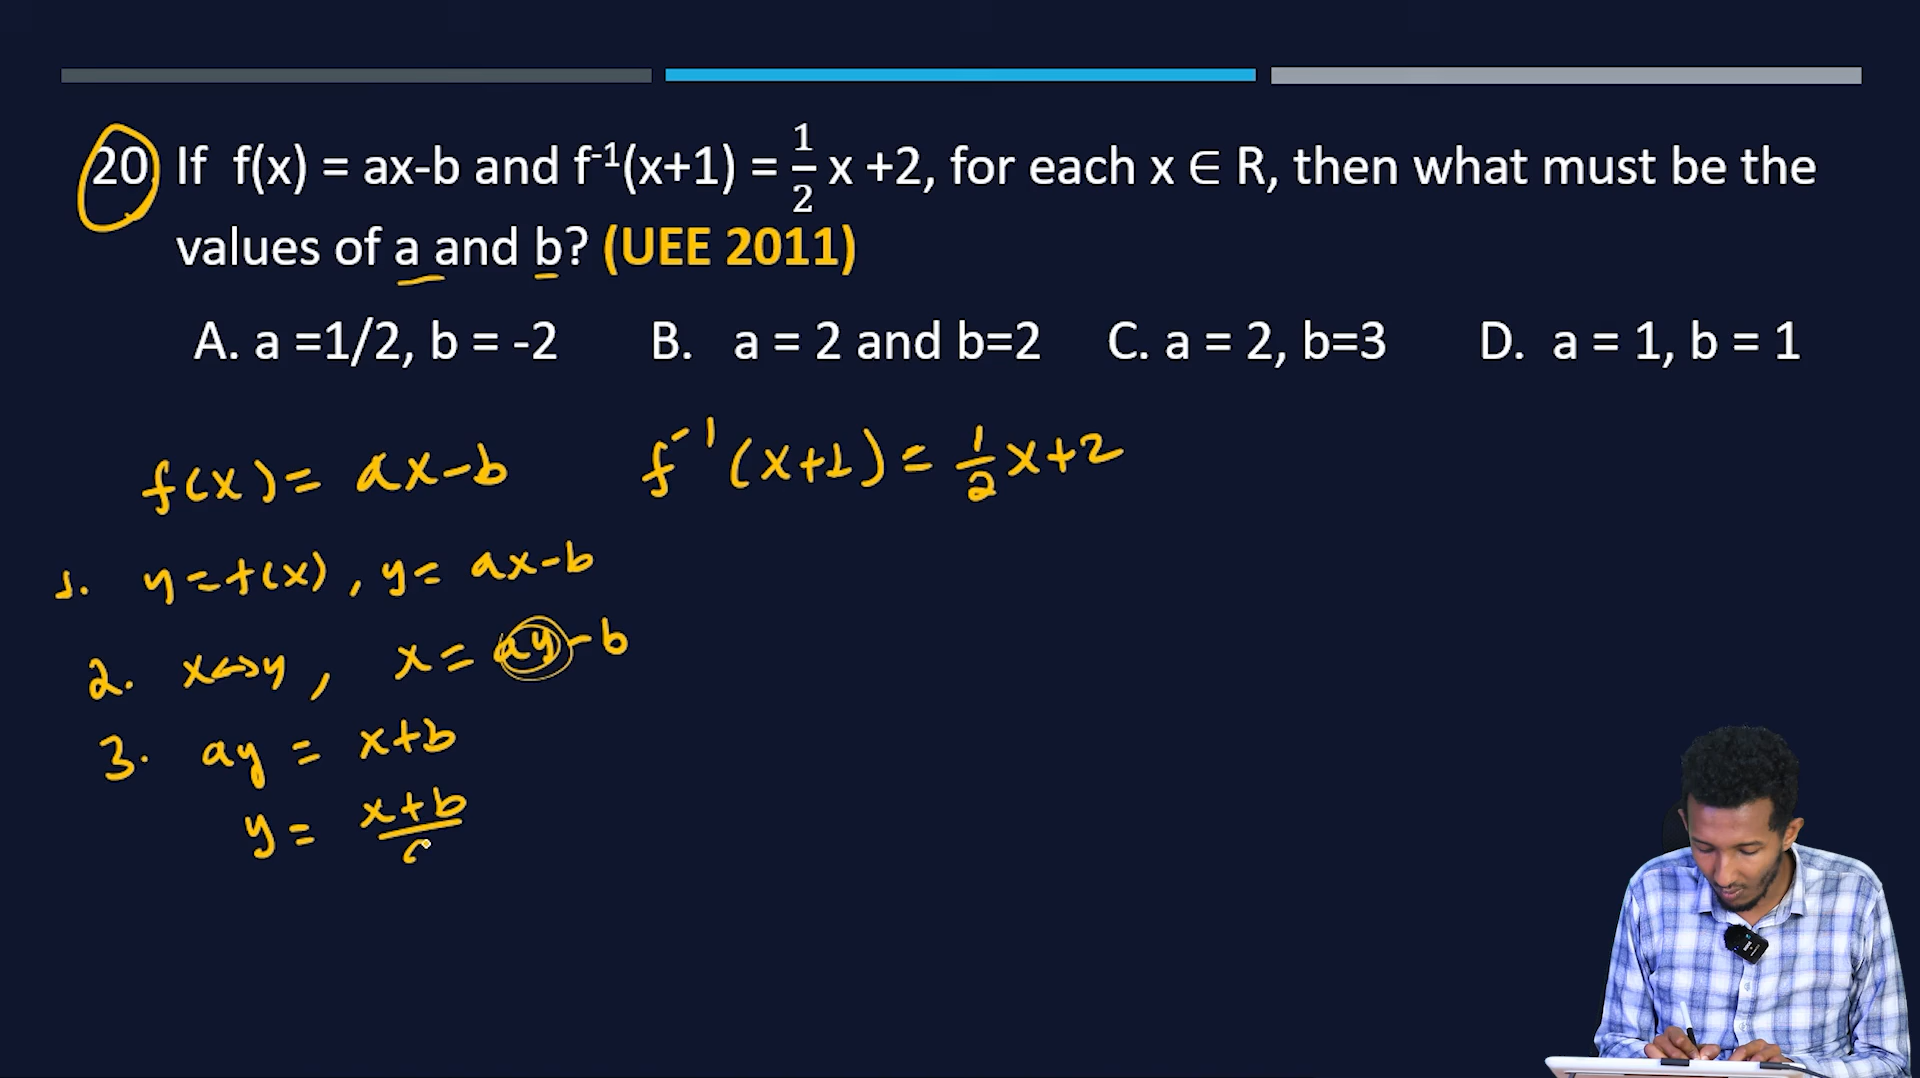 20) If f(x) = ax-b and f⁻¹(x+1) = 1/2 x +2, for each x ∈ R, then what must be the
values of a and b? (UEE 2011)
A. a =1/2, b = -2 B. a = 2 and b=2 C. a = 2, b=3 D. a = 1, b = 1
f(x) = ax-b f⁻¹(x+1) = 1/2 x+2
1. y=f(x), y= ax-b
2. x↔y, x = ay-b
3. ay = x+b
y = x+b/